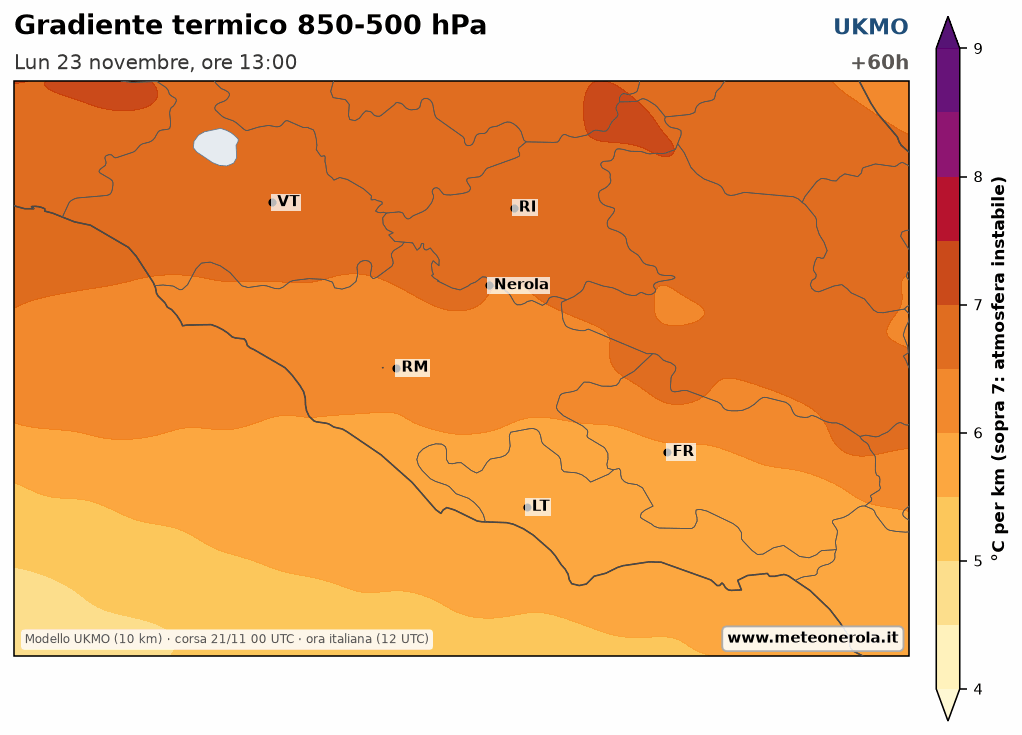 Gradiente termico 850-500 hPa
UKMO
Lun 23 novembre, ore 13:00
+60h
VT
RI
Nerola
RM
FR
LT
Modello UKMO (10 km) · corsa 21/11 00 UTC · ora italiana (12 UTC)
www.meteonerola.it
9
8
7
6
5
4
°C per km (sopra 7: atmosfera instabile)